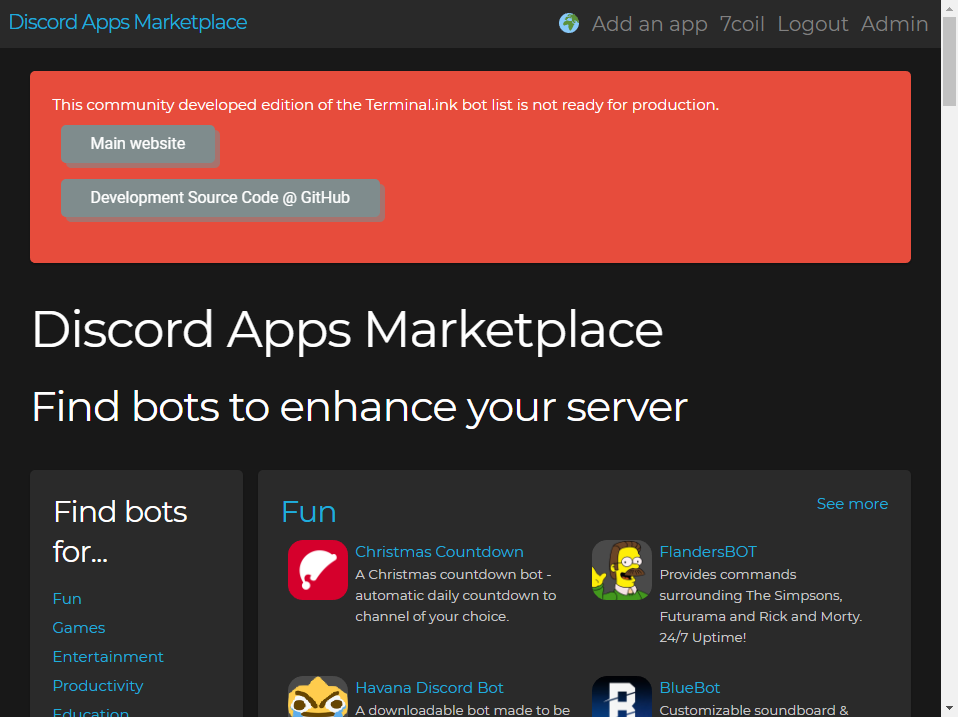 Discord Apps Marketplace
Add an app 7coil Logout Admin
This community developed edition of the Terminal.ink bot list is not ready for production.
Main website
Development Source Code @ GitHub
Discord Apps Marketplace
Find bots to enhance your server
Find bots
for...
Fun
Games
Entertainment
Productivity
Education
Fun
See more
Christmas Countdown
A Christmas countdown bot -
automatic daily countdown to
channel of your choice.
FlandersBOT
Provides commands
surrounding The Simpsons,
Futurama and Rick and Morty.
24/7 Uptime!
Havana Discord Bot
A downloadable bot made to be
BlueBot
Customizable soundboard &